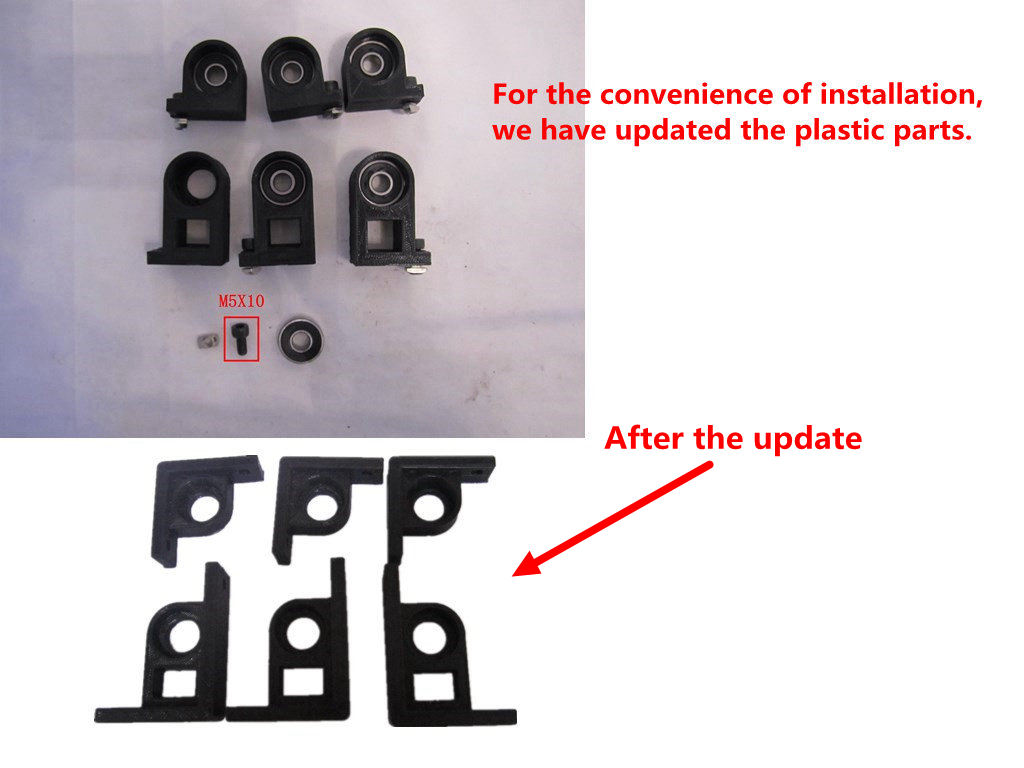 For the convenience of installation,
we have updated the plastic parts.
M5X10
After the update